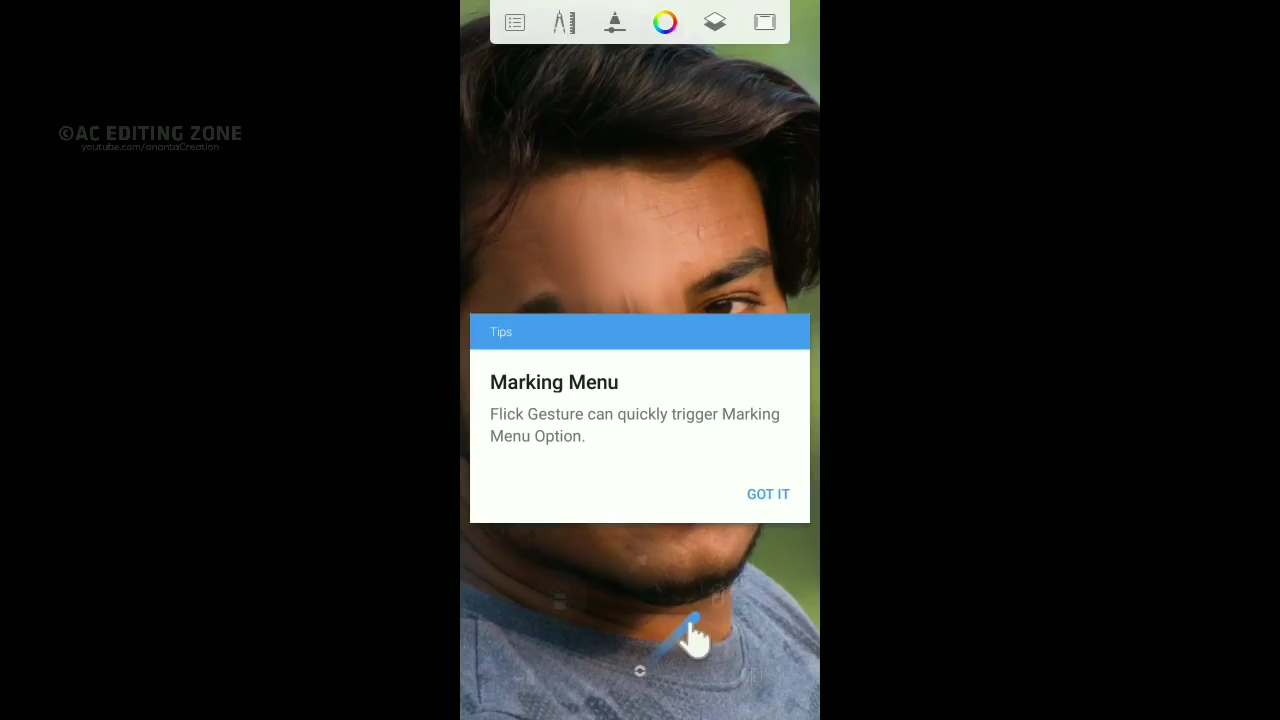 ©AC EDITING ZONE
youtube.com/anantaCreation
Tips
Marking Menu
Flick Gesture can quickly trigger Marking
Menu Option.
GOT IT